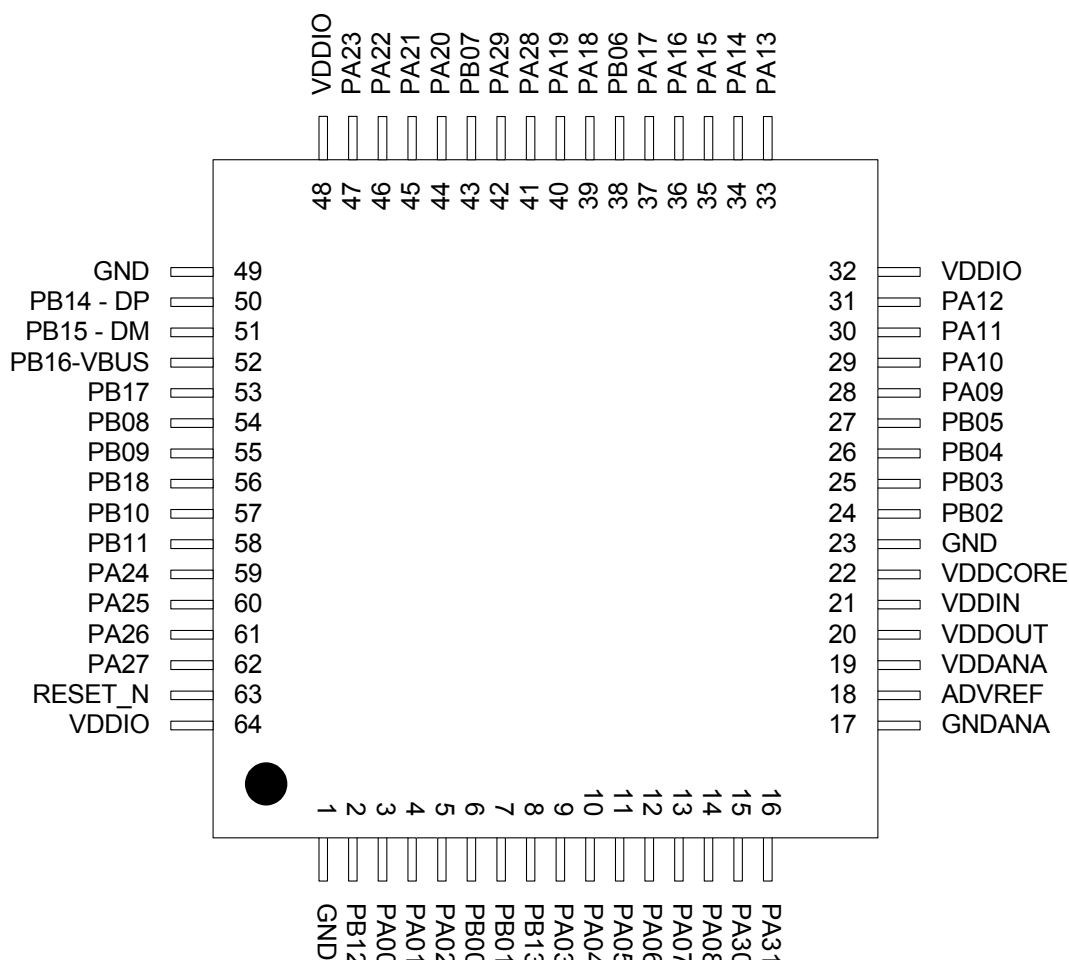 VDDIO
PA23
PA22
PA21
PA20
PB07
PA29
PA28
PA19
PA18
PB06
PA17
PA16
PA15
PA14
PA13
48
47
46
45
44
43
42
41
40
39
38
37
36
35
34
33
GND 49
PB14 - DP 50
PB15 - DM 51
PB16-VBUS 52
PB17 53
PB08 54
PB09 55
PB18 56
PB10 57
PB11 58
PA24 59
PA25 60
PA26 61
PA27 62
RESET_N 63
VDDIO 64
32 VDDIO
31 PA12
30 PA11
29 PA10
28 PA09
27 PB05
26 PB04
25 PB03
24 PB02
23 GND
22 VDDCORE
21 VDDIN
20 VDDOUT
19 VDDANA
18 ADVREF
17 GNDANA
1
2
3
4
5
6
7
8
9
10
11
12
13
14
15
16
GND
PB12
PA00
PA01
PA02
PB00
PB01
PB13
PA03
PA04
PA05
PA06
PA07
PA08
PA30
PA31